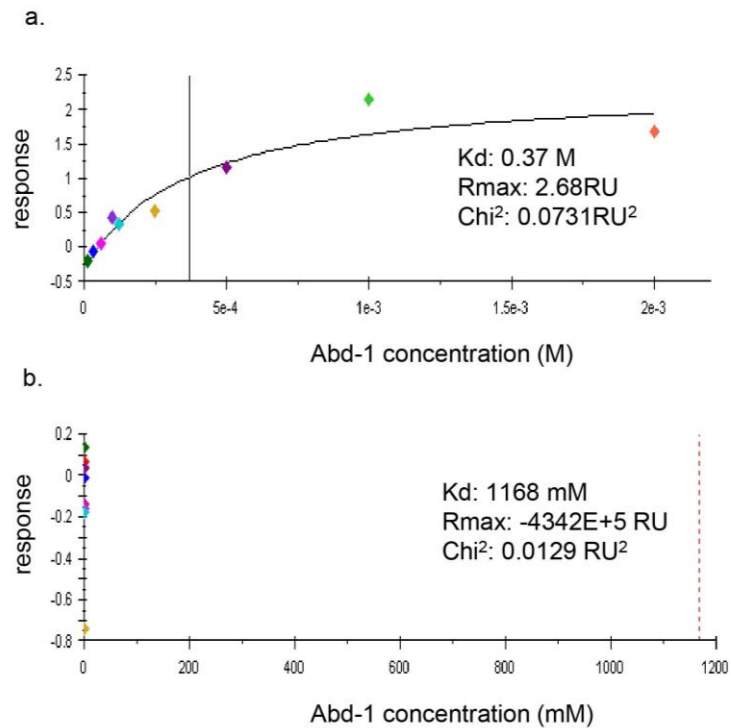 a.
2.5
2
1.5
1
0.5
0
-0.5
response
Kd: 0.37 M
Rmax: 2.68RU
Chi²: 0.0731RU²
0 5e-4 1e-3 1.5e-3 2e-3
Abd-1 concentration (M)
b.
0.2
0
-0.2
-0.4
-0.6
-0.8
response
Kd: 1168 mM
Rmax: -4342E+5 RU
Chi²: 0.0129 RU²
0 200 400 600 800 1000 1200
Abd-1 concentration (mM)